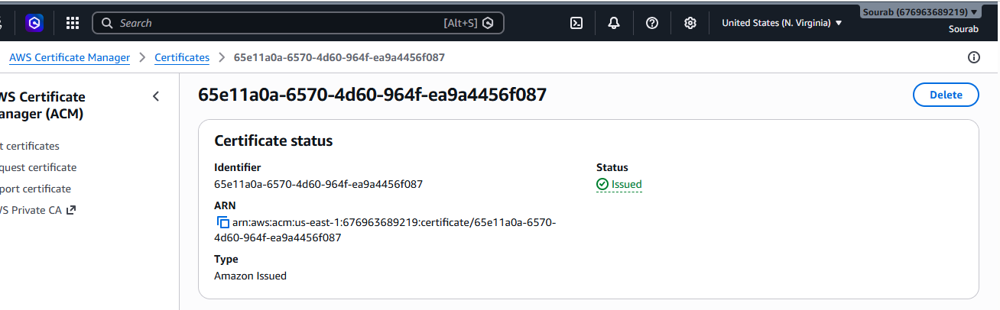 Search [Alt+S] United States (N. Virginia) ▼ Sourab (676963689219) ▼
Sourab
AWS Certificate Manager > Certificates > 65e11a0a-6570-4d60-964f-ea9a4456f087
WS Certificate
anager (ACM)
t certificates
quest certificate
port certificate
VS Private CA
65e11a0a-6570-4d60-964f-ea9a4456f087
Delete
Certificate status
Identifier
65e11a0a-6570-4d60-964f-ea9a4456f087
Status
Issued
ARN
arn:aws:acm:us-east-1:676963689219:certificate/65e11a0a-6570-
4d60-964f-ea9a4456f087
Type
Amazon Issued